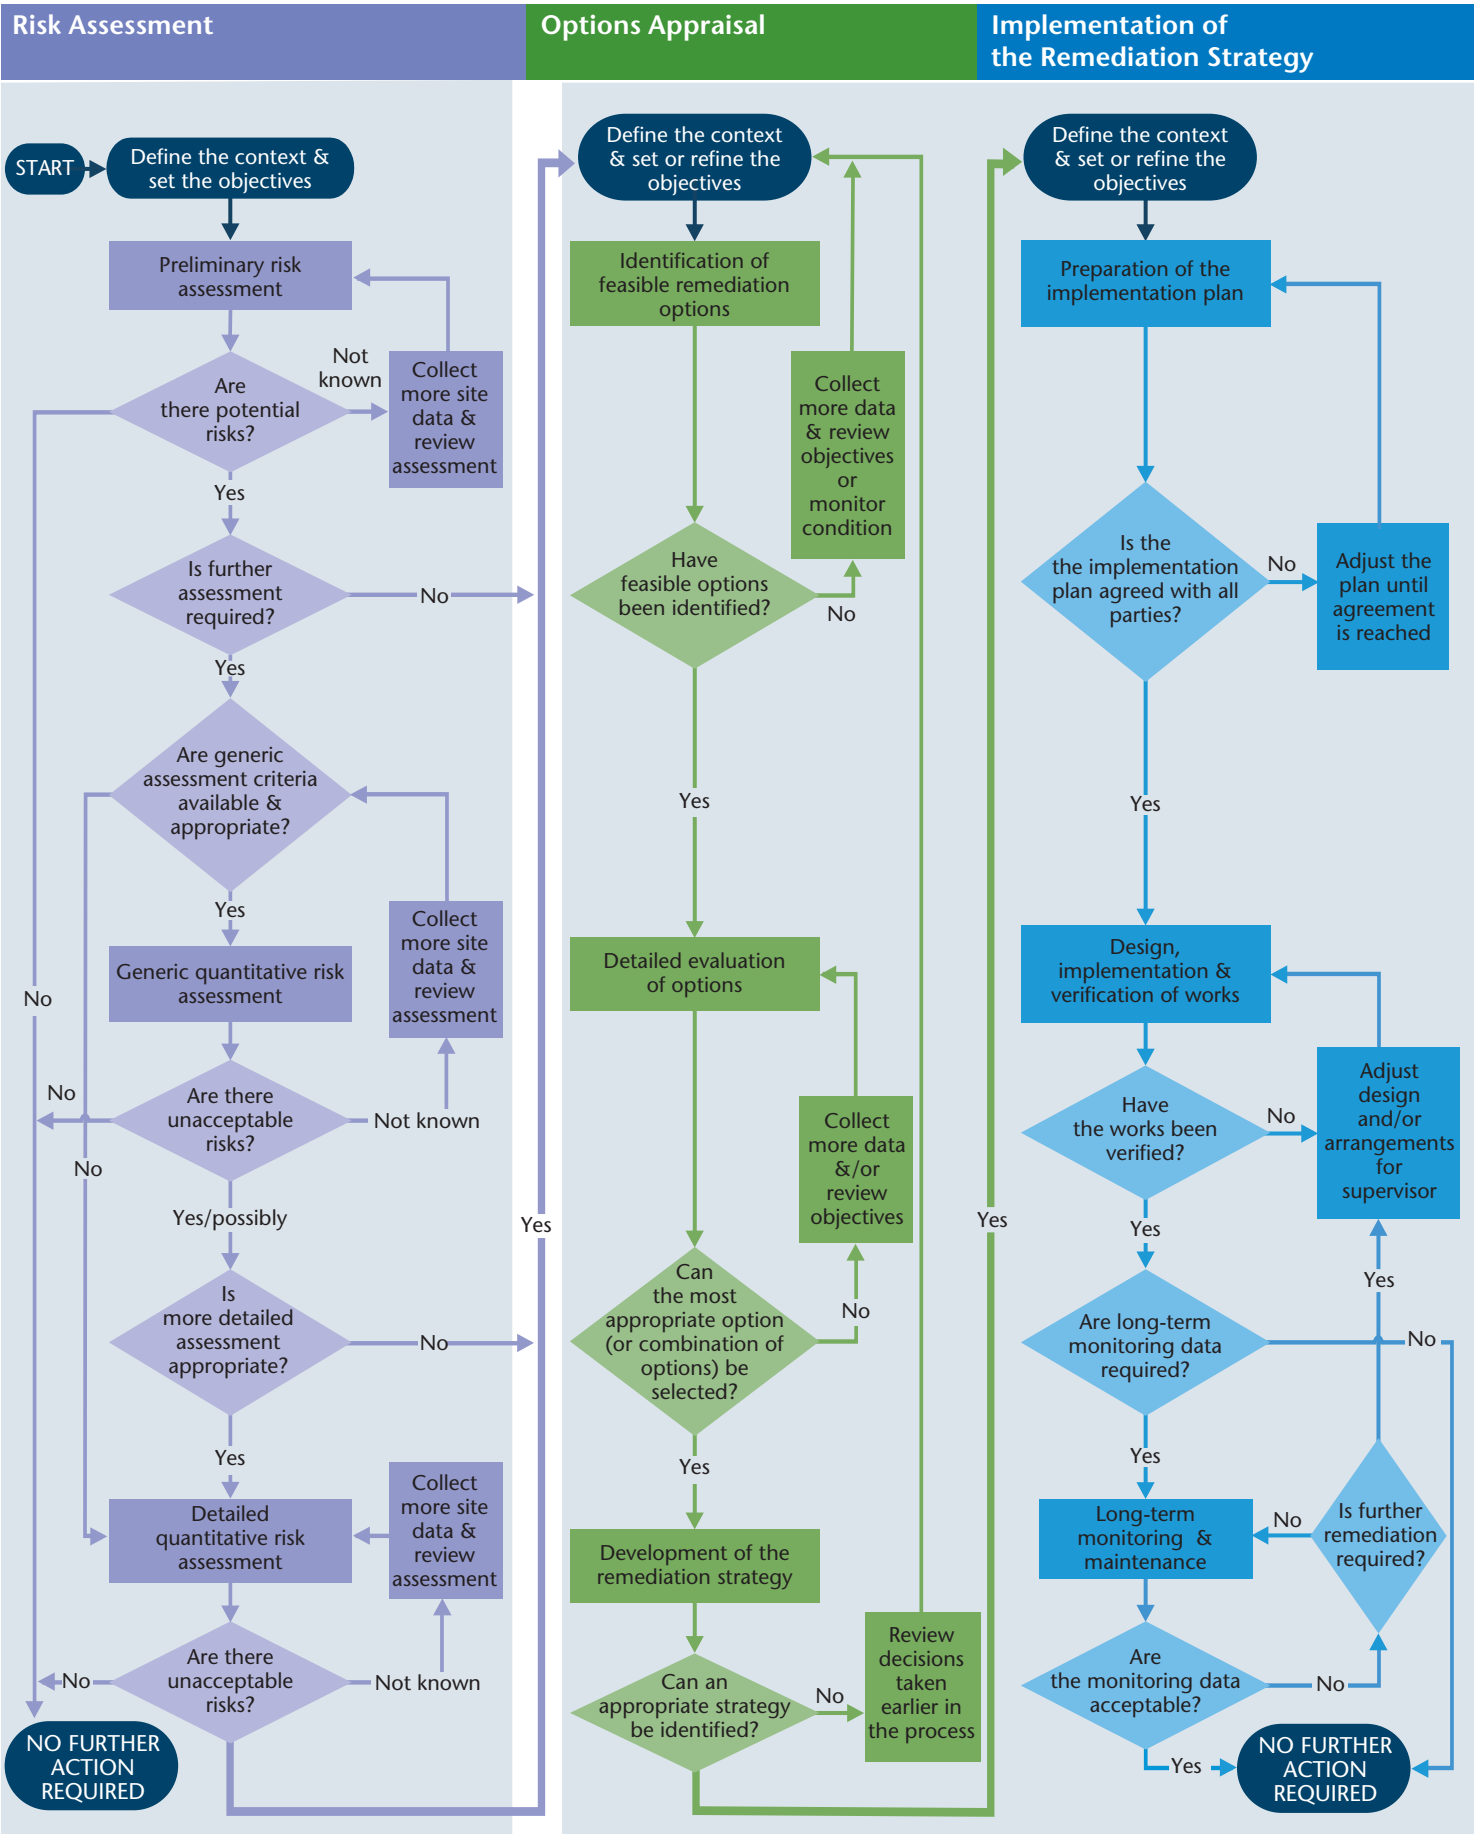 Risk Assessment
Options Appraisal
Implementation of
the Remediation Strategy
START
Define the context &
set the objectives
Preliminary risk
assessment
Not
known
Are
there potential
risks?
Collect
more site
data &
review
assessment
Yes
Is further
assessment
required?
No
Yes
Are generic
assessment criteria
available &
appropriate?
Yes
Collect
more site
data &
review
assessment
Generic quantitative risk
assessment
No
No
Are there
unacceptable
risks?
Not known
No
Yes/possibly
Is
more detailed
assessment
appropriate?
No
Yes
Collect
more site
data &
review
assessment
Detailed
quantitative risk
assessment
Are there
unacceptable
risks?
No
Not known
NO FURTHER
ACTION
REQUIRED
Yes
Define the context
& set or refine the
objectives
Identification of
feasible remediation
options
Collect
more data
& review
objectives
or
monitor
condition
Have
feasible options
been identified?
No
Yes
Detailed evaluation
of options
Collect
more data
&/or
review
objectives
Can
the most
appropriate option
(or combination of
options) be
selected?
No
Yes
Development of the
remediation strategy
Can an
appropriate strategy
be identified?
No
Review
decisions
taken
earlier in
the process
Yes
Define the context
& set or refine the
objectives
Preparation of the
implementation plan
Is the
the implementation
plan agreed with all
parties?
No
Adjust the
plan until
agreement
is reached
Yes
Design,
implementation &
verification of works
Have
the works been
verified?
No
Adjust
design
and/or
arrangements
for
supervisor
Yes
Yes
Are long-term
monitoring data
required?
No
Yes
Long-term
monitoring &
maintenance
No
Is further
remediation
required?
Are
the monitoring data
acceptable?
No
Yes
NO FURTHER
ACTION
REQUIRED